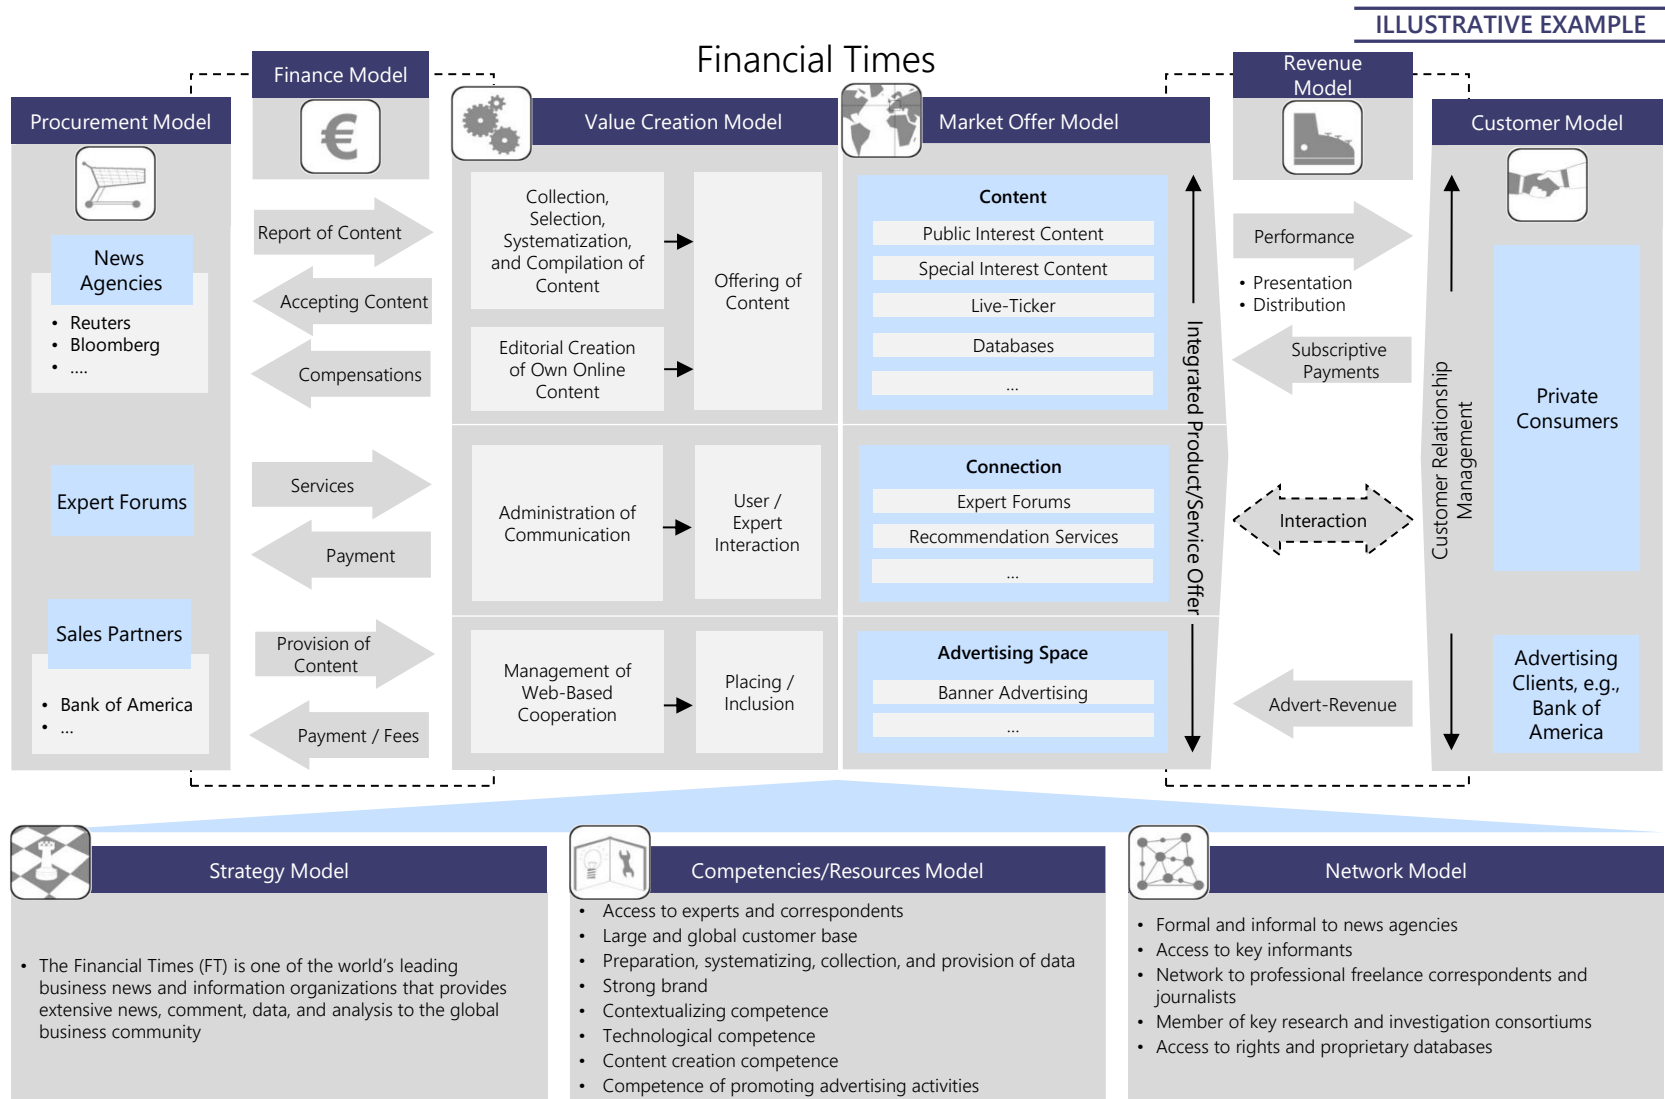 ILLUSTRATIVE EXAMPLE
Financial Times
Procurement Model
News
Agencies
• Reuters
• Bloomberg
• ....
Expert Forums
Sales Partners
• Bank of America
• ...
Finance Model
€
Report of Content
Accepting Content
Compensations
Services
Payment
Provision of
Content
Payment / Fees
Value Creation Model
Collection,
Selection,
Systematization,
and Compilation of
Content
Editorial Creation
of Own Online
Content
Offering of
Content
Administration of
Communication
User /
Expert
Interaction
Management of
Web-Based
Cooperation
Placing /
Inclusion
Market Offer Model
Content
Public Interest Content
Special Interest Content
Live-Ticker
Databases
...
Connection
Expert Forums
Recommendation Services
...
Advertising Space
Banner Advertising
...
Integrated Product/Service Offer
Revenue
Model
Performance
• Presentation
• Distribution
Subscriptive
Payments
Interaction
Advert-Revenue
Customer Model
Customer Relationship
Management
Private
Consumers
Advertising
Clients, e.g.,
Bank of
America
Strategy Model
• The Financial Times (FT) is one of the world's leading
business news and information organizations that provides
extensive news, comment, data, and analysis to the global
business community
Competencies/Resources Model
• Access to experts and correspondents
• Large and global customer base
• Preparation, systematizing, collection, and provision of data
• Strong brand
• Contextualizing competence
• Technological competence
• Content creation competence
• Competence of promoting advertising activities
Network Model
• Formal and informal to news agencies
• Access to key informants
• Network to professional freelance correspondents and
journalists
• Member of key research and investigation consortiums
• Access to rights and proprietary databases